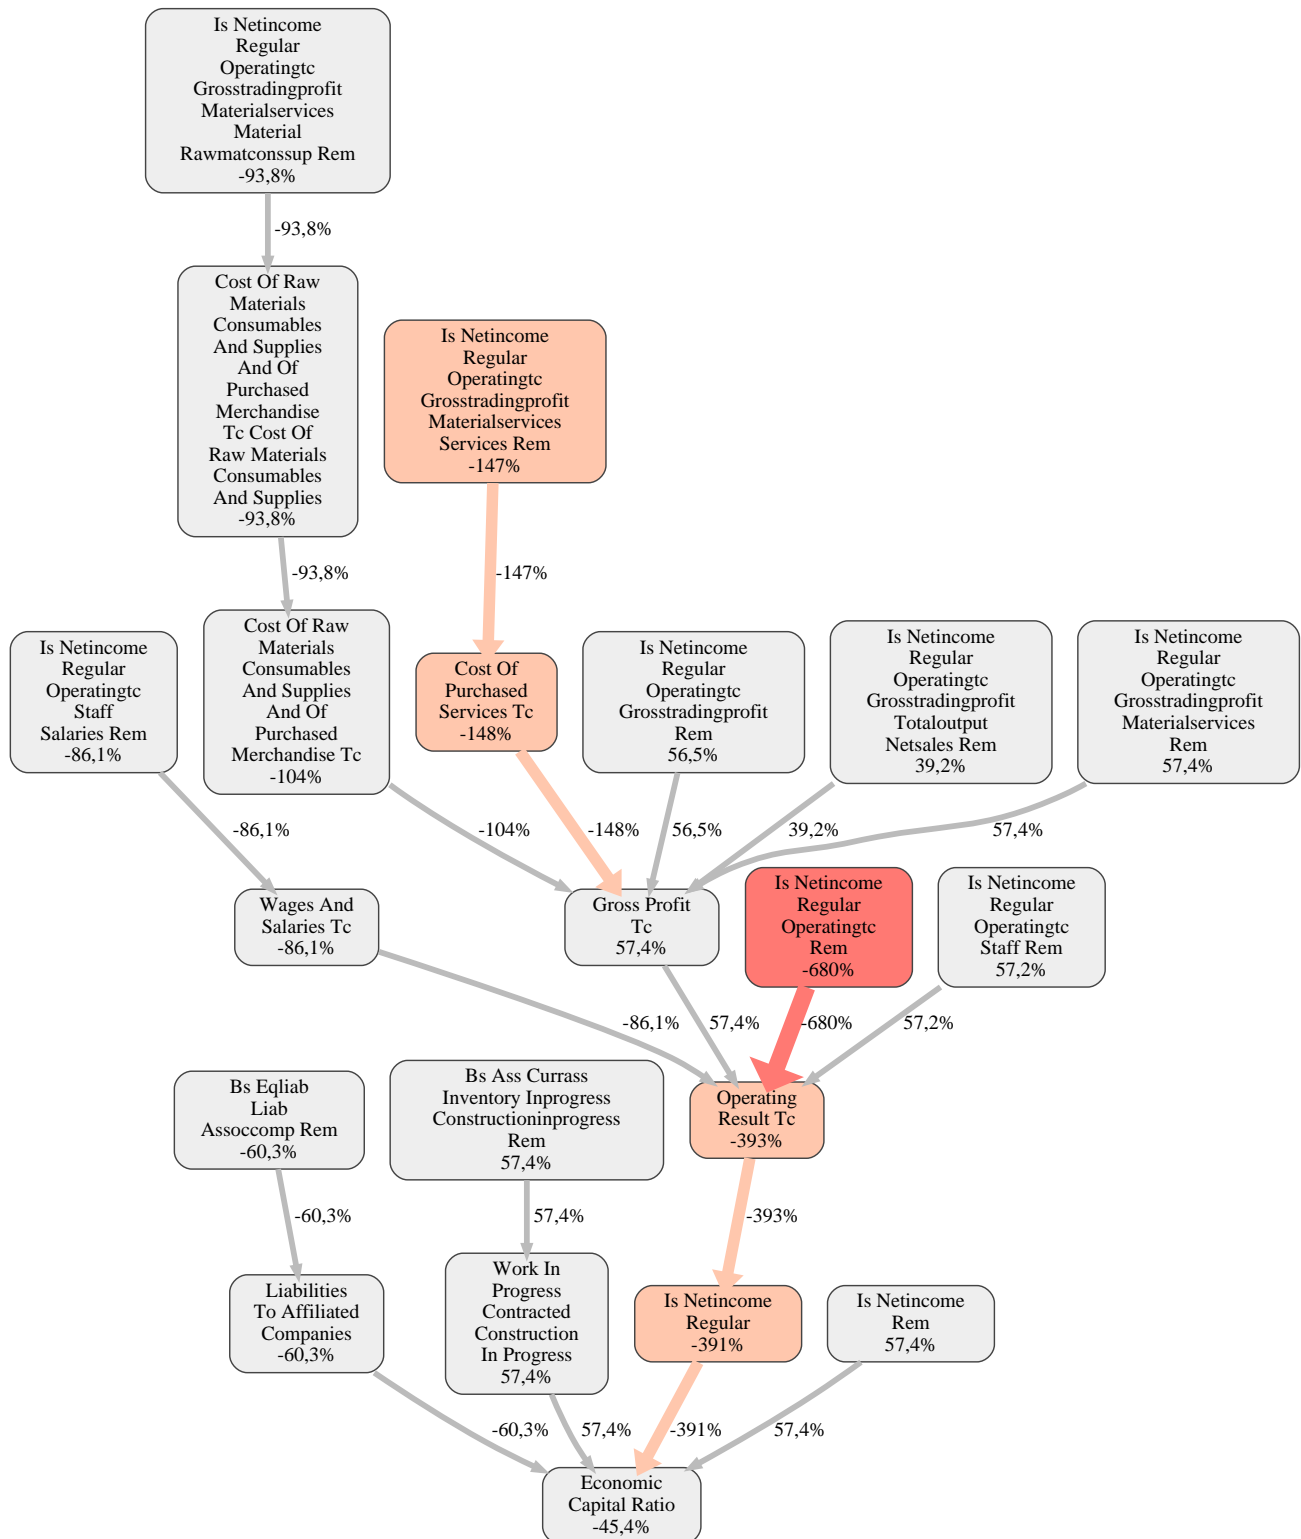 Is Netincome
Regular
Operatingtc
Grosstradingprofit
Materialservices
Material
Rawmatconssup Rem
-93,8%
-93,8%
Cost Of Raw
Materials
Consumables
And Supplies
And Of
Purchased
Merchandise
Tc Cost Of
Raw Materials
Consumables
And Supplies
-93,8%
Is Netincome
Regular
Operatingtc
Grosstradingprofit
Materialservices
Services Rem
-147%
-93,8%
-147%
Is Netincome
Regular
Operatingtc
Staff
Salaries Rem
-86,1%
Cost Of Raw
Materials
Consumables
And Supplies
And Of
Purchased
Merchandise Tc
-104%
Cost Of
Purchased
Services Tc
-148%
Is Netincome
Regular
Operatingtc
Grosstradingprofit
Rem
56,5%
Is Netincome
Regular
Operatingtc
Grosstradingprofit
Totaloutput
Netsales Rem
39,2%
Is Netincome
Regular
Operatingtc
Grosstradingprofit
Materialservices
Rem
57,4%
-86,1%
-104%
-148%
56,5%
39,2%
57,4%
Wages And
Salaries Tc
-86,1%
Gross Profit
Tc
57,4%
Is Netincome
Regular
Operatingtc
Rem
-680%
Is Netincome
Regular
Operatingtc
Staff Rem
57,2%
-86,1%
57,4%
-680%
57,2%
Bs Eqliab
Liab
Assoccomp Rem
-60,3%
Bs Ass Currass
Inventory Inprogress
Constructioninprogress
Rem
57,4%
Operating
Result Tc
-393%
-60,3%
57,4%
-393%
Liabilities
To Affiliated
Companies
-60,3%
Work In
Progress
Contracted
Construction
In Progress
57,4%
Is Netincome
Regular
-391%
Is Netincome
Rem
57,4%
-60,3%
57,4%
-391%
57,4%
Economic
Capital Ratio
-45,4%